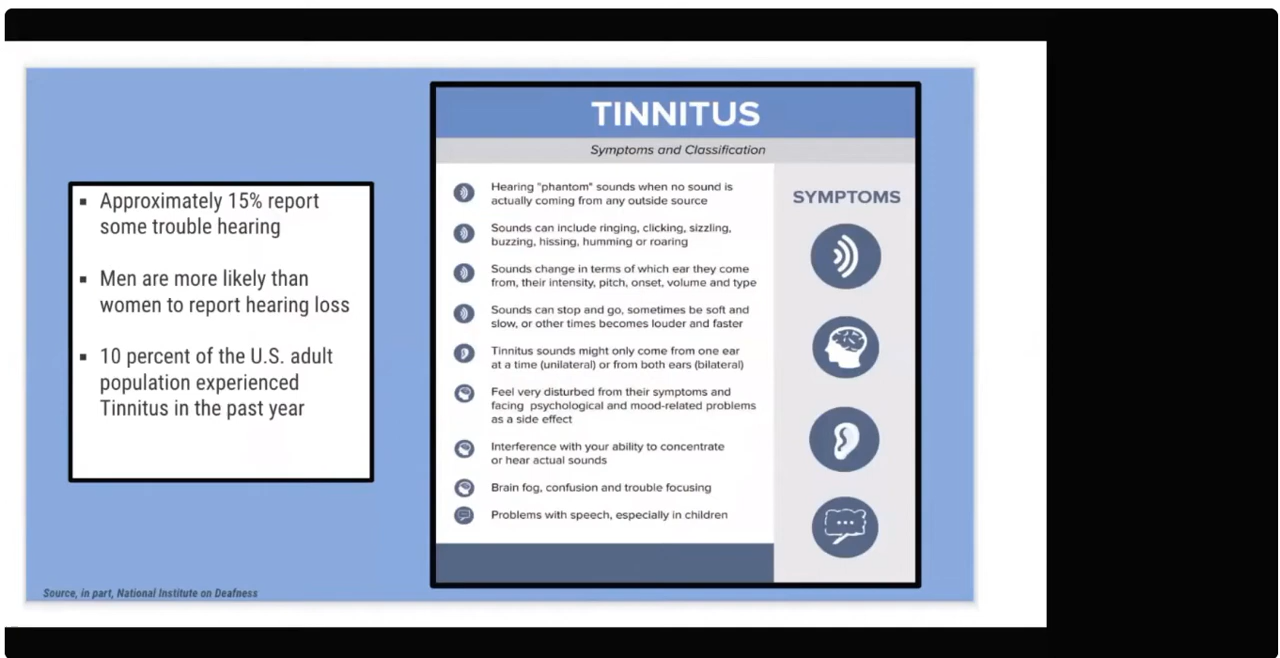 ▪ Approximately 15% report
some trouble hearing
▪ Men are more likely than
women to report hearing loss
▪ 10 percent of the U.S. adult
population experienced
Tinnitus in the past year
Source, in part, National Institute on Deafness
TINNITUS
Symptoms and Classification
Hearing "phantom" sounds when no sound is
actually coming from any outside source
Sounds can include ringing, clicking, sizzling,
buzzing, hissing, humming or roaring
Sounds change in terms of which ear they come
from, their intensity, pitch, onset, volume and type
Sounds can stop and go, sometimes be soft and
slow, or other times becomes louder and faster
Tinnitus sounds might only come from one ear
at a time (unilateral) or from both ears (bilateral)
Feel very disturbed from their symptoms and
facing psychological and mood-related problems
as a side effect
Interference with your ability to concentrate
or hear actual sounds
Brain fog, confusion and trouble focusing
Problems with speech, especially in children
SYMPTOMS